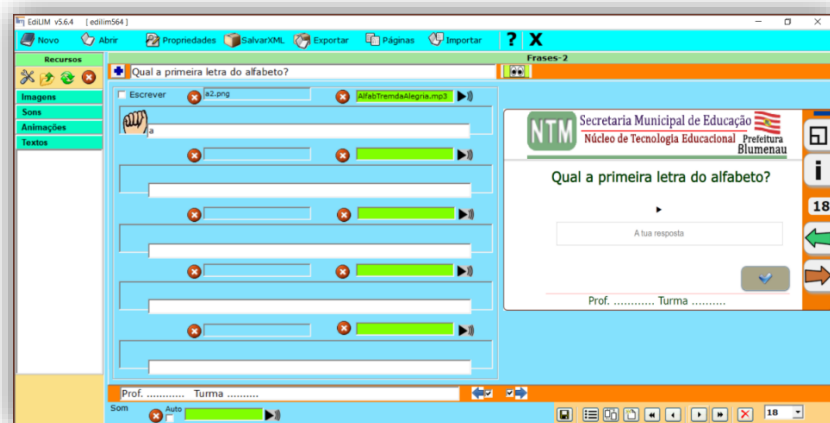 EdiLIM v5.6.4 [ edilim564 ]
Novo Abrir Propriedades SalvarXML Exportar Páginas Importar ? X
Recursos
Imagens
Sons
Animações
Textos
Frases-2
Qual a primeira letra do alfabeto?
Escrever a2.png AlfabTremdaAlegria.mp3
a
Prof. ............ Turma ..........
Som Auto
NTM
Secretaria Municipal de Educação
Núcleo de Tecnologia Educacional
Prefeitura
Blumenau
Qual a primeira letra do alfabeto?
A tua resposta
Prof. ............ Turma ..........
i
18
18